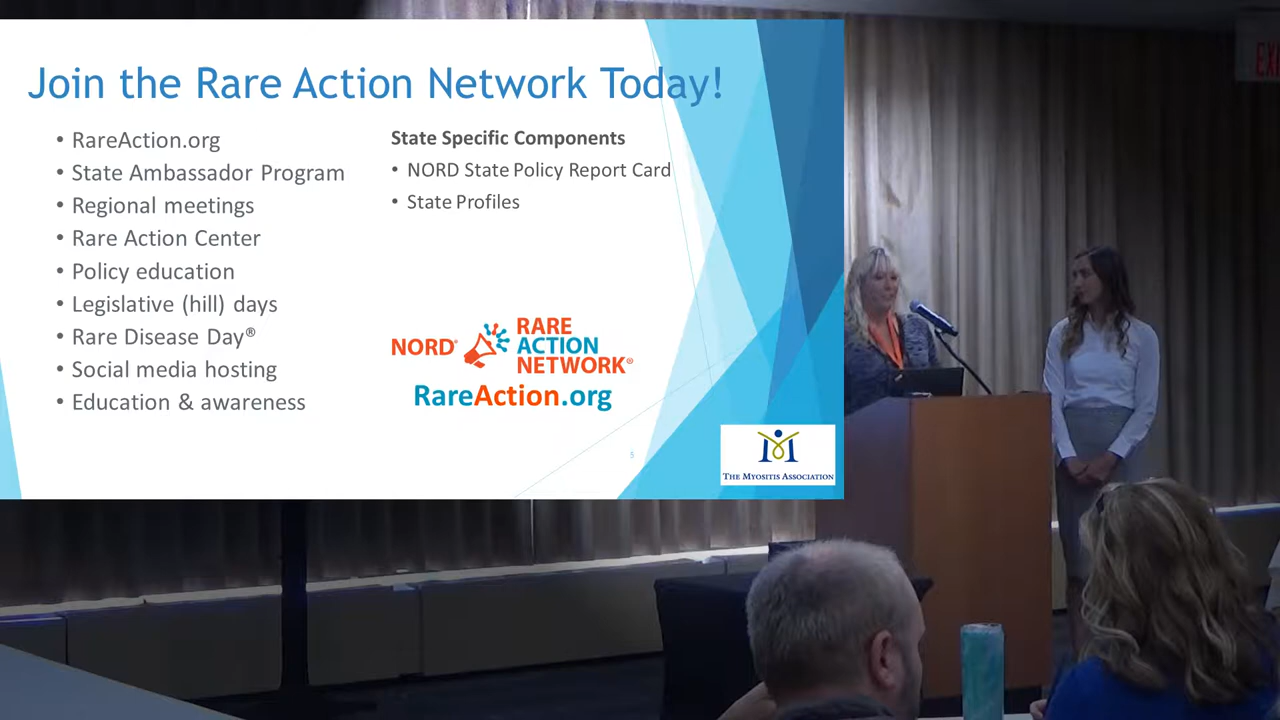 Join the Rare Action Network Today!
• RareAction.org
• State Ambassador Program
• Regional meetings
• Rare Action Center
• Policy education
• Legislative (hill) days
• Rare Disease Day®
• Social media hosting
• Education & awareness
State Specific Components
• NORD State Policy Report Card
• State Profiles
NORD®
RARE
ACTION
NETWORK®
RareAction.org
5
THE MYOSITIS ASSOCIATION
EX